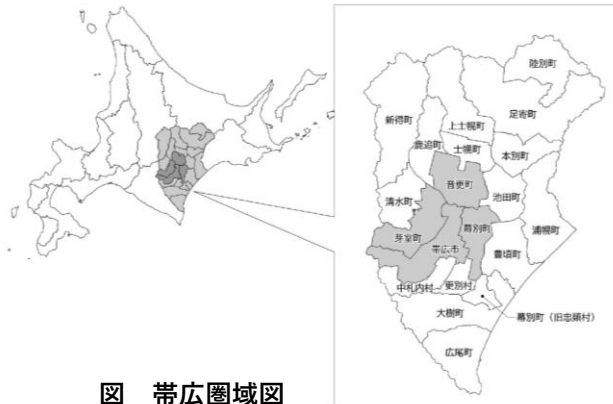 陸別町
足寄町
新得町
上士幌町
鹿追町
士幌町
本別町
音更町
清水町
池田町
浦幌町
幕別町
芽室町
帯広市
豊頃町
中札内村
更別村
幕別町（旧忠類村）
大樹町
広尾町
図　帯広圏域図